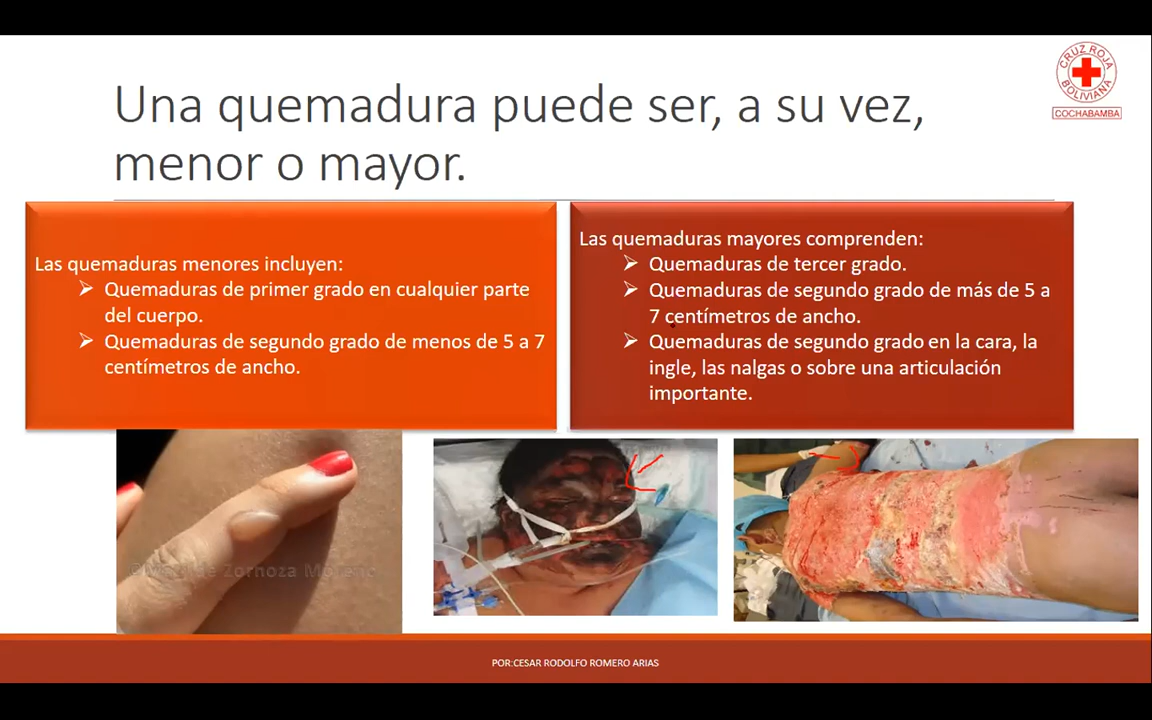 Una quemadura puede ser, a su vez,
menor o mayor.
CRUZ ROJA
BOLIVIANA
COCHABAMBA
Las quemaduras menores incluyen:
Quemaduras de primer grado en cualquier parte
del cuerpo.
Quemaduras de segundo grado de menos de 5 a 7
centímetros de ancho.
Las quemaduras mayores comprenden:
Quemaduras de tercer grado.
Quemaduras de segundo grado de más de 5 a
7 centímetros de ancho.
Quemaduras de segundo grado en la cara, la
ingle, las nalgas o sobre una articulación
importante.
Zornoza Moreno
POR:CESAR RODOLFO ROMERO ARIAS